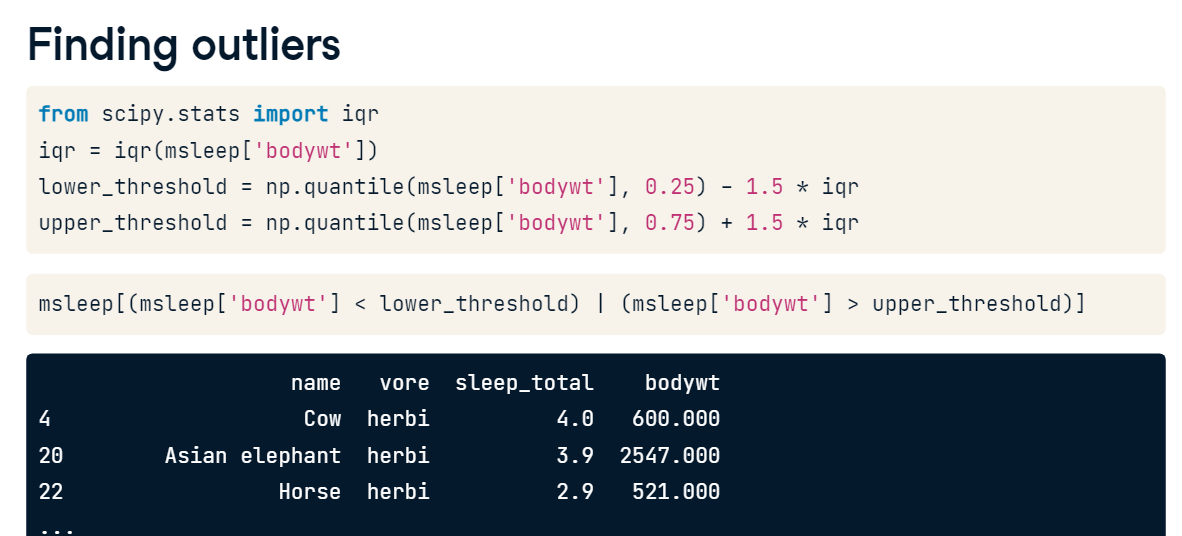 Finding outliers
from scipy.stats import iqr
iqr = iqr(msleep['bodywt'])
lower_threshold = np.quantile(msleep['bodywt'], 0.25) - 1.5 * iqr
upper_threshold = np.quantile(msleep['bodywt'], 0.75) + 1.5 * iqr
msleep[(msleep['bodywt'] < lower_threshold) | (msleep['bodywt'] > upper_threshold)]
name vore sleep_total bodywt
4 Cow herbi 4.0 600.000
20 Asian elephant herbi 3.9 2547.000
22 Horse herbi 2.9 521.000
...